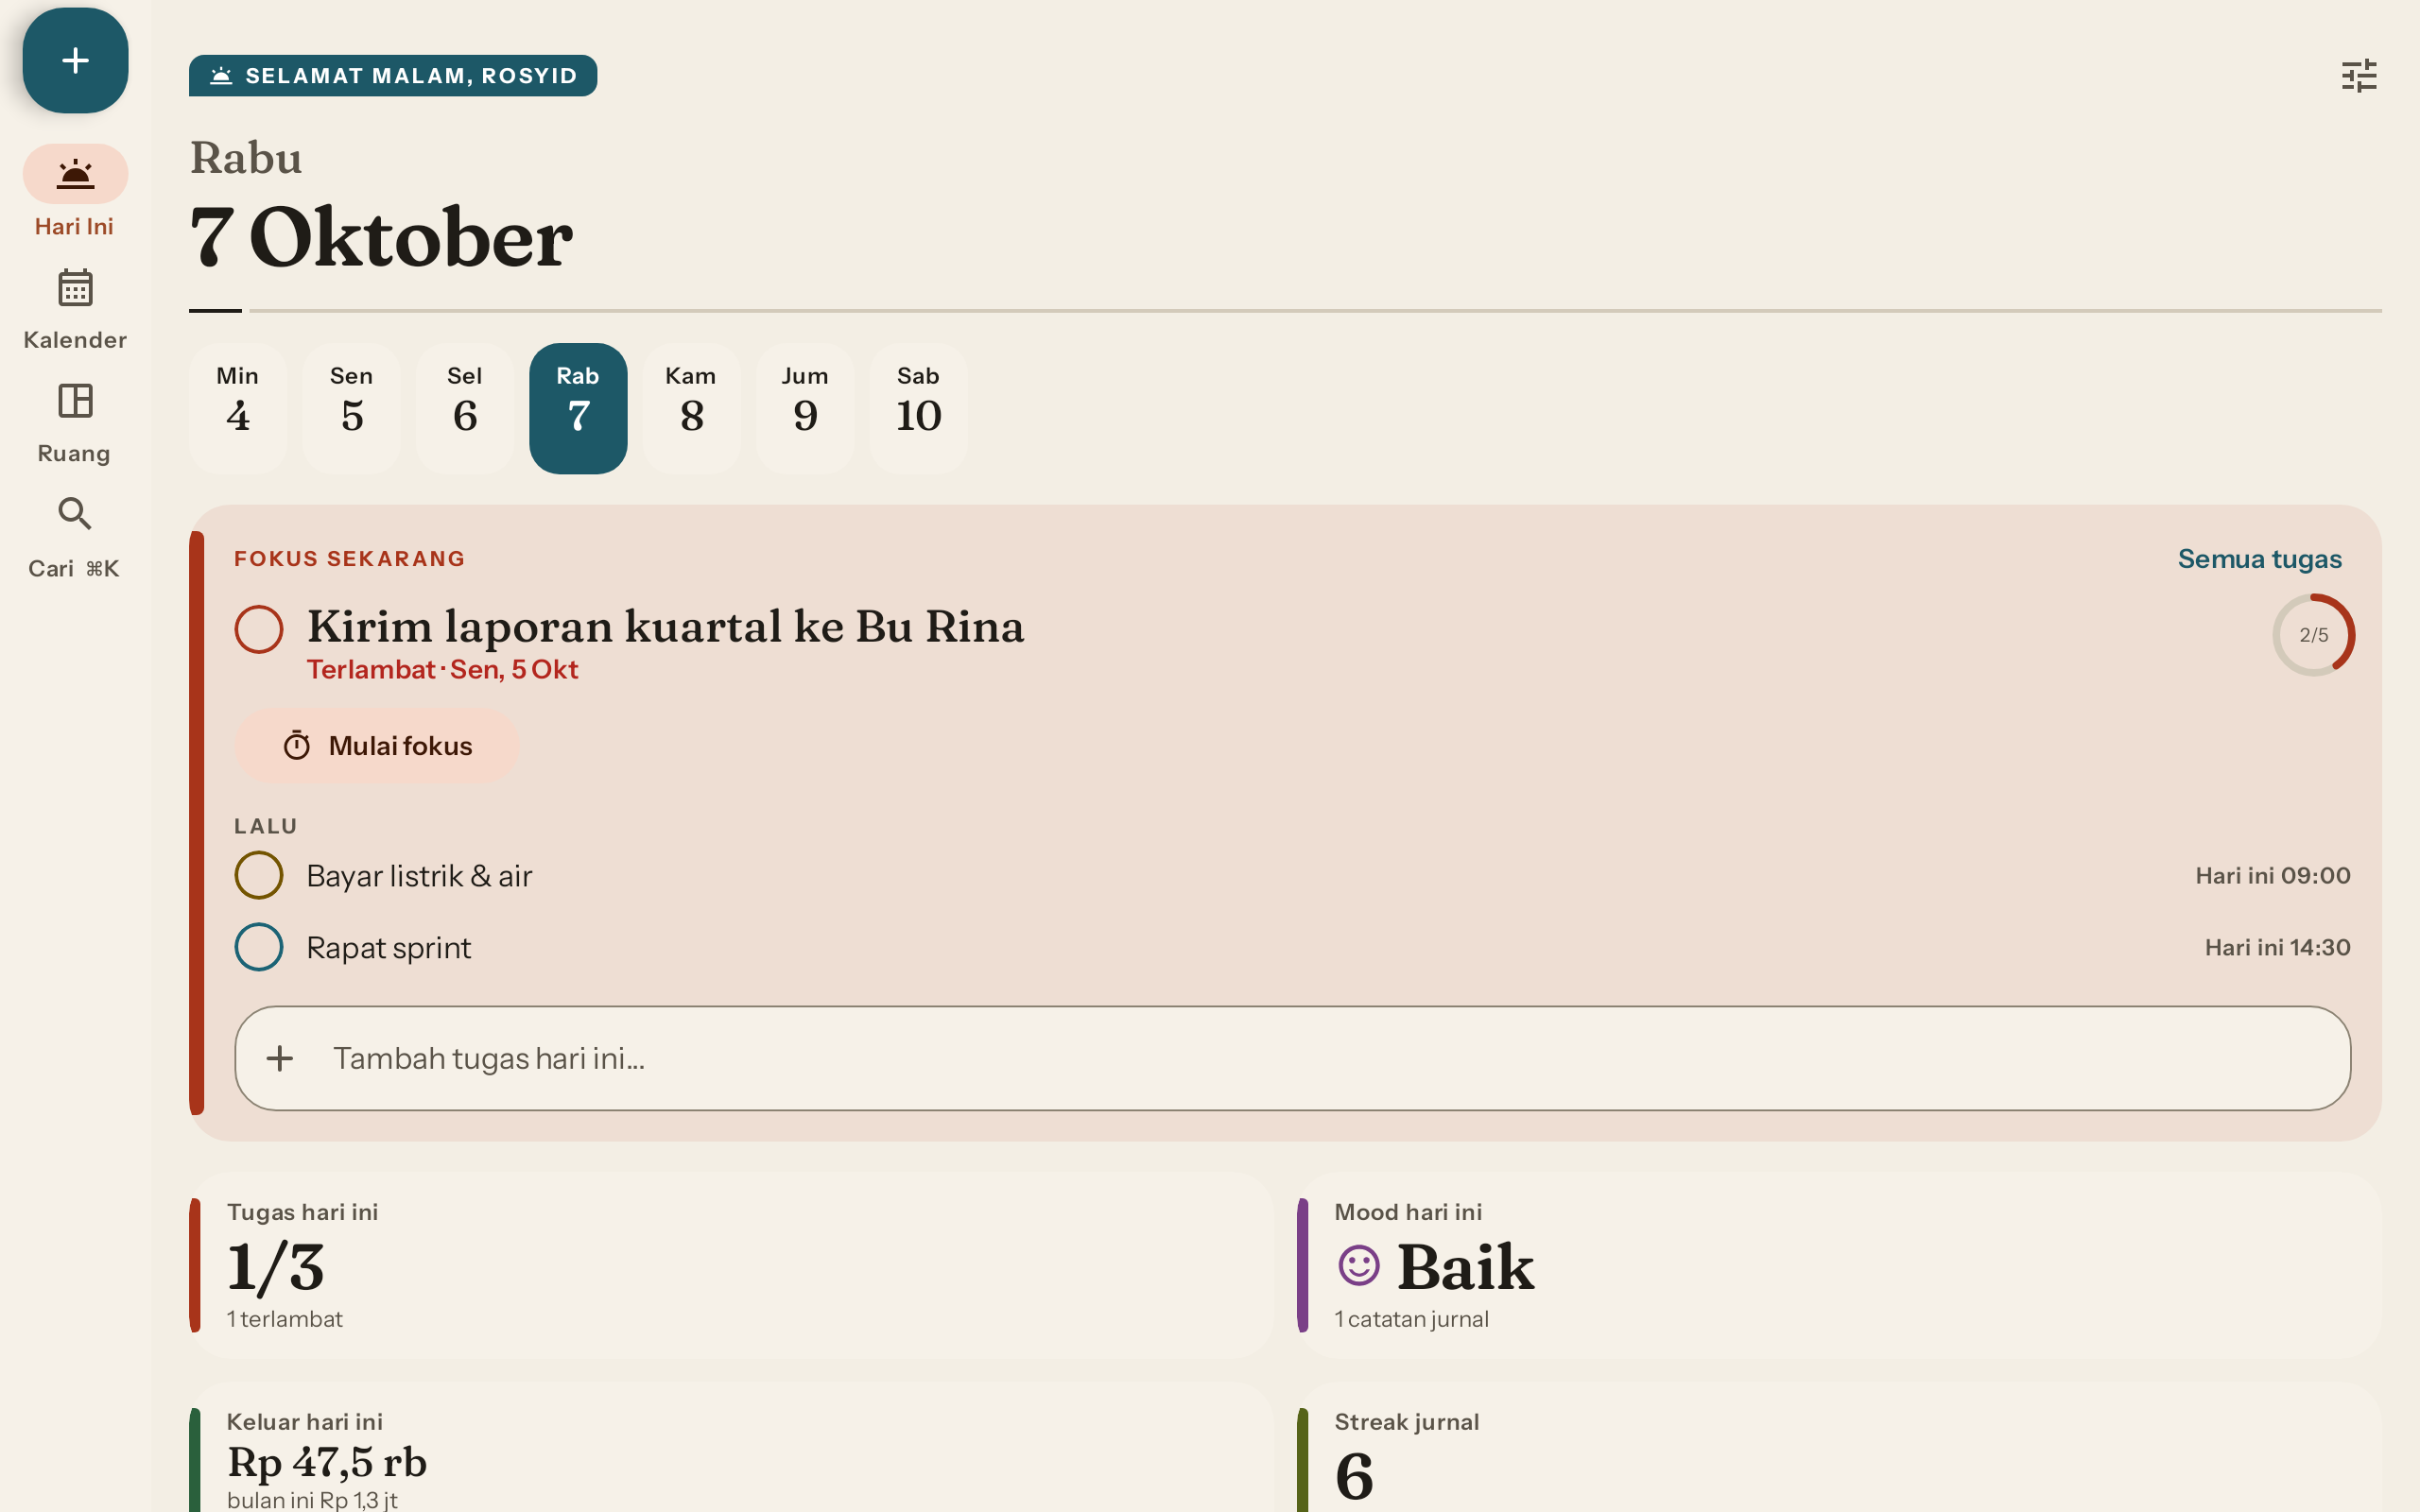 SELAMAT MALAM, ROSYID
Rabu
7 Oktober
Hari Ini
Kalender
Ruang
Cari ⌘K
Min
4
Sen
5
Sel
6
Rab
7
Kam
8
Jum
9
Sab
10
FOKUS SEKARANG
Semua tugas
Kirim laporan kuartal ke Bu Rina
Terlambat · Sen, 5 Okt
2/5
Mulai fokus
LALU
Bayar listrik & air
Hari ini 09:00
Rapat sprint
Hari ini 14:30
Tambah tugas hari ini...
Tugas hari ini
1/3
1 terlambat
Mood hari ini
Baik
1 catatan jurnal
Keluar hari ini
Rp 47,5 rb
bulan ini Rp 1,3 jt
Streak jurnal
6